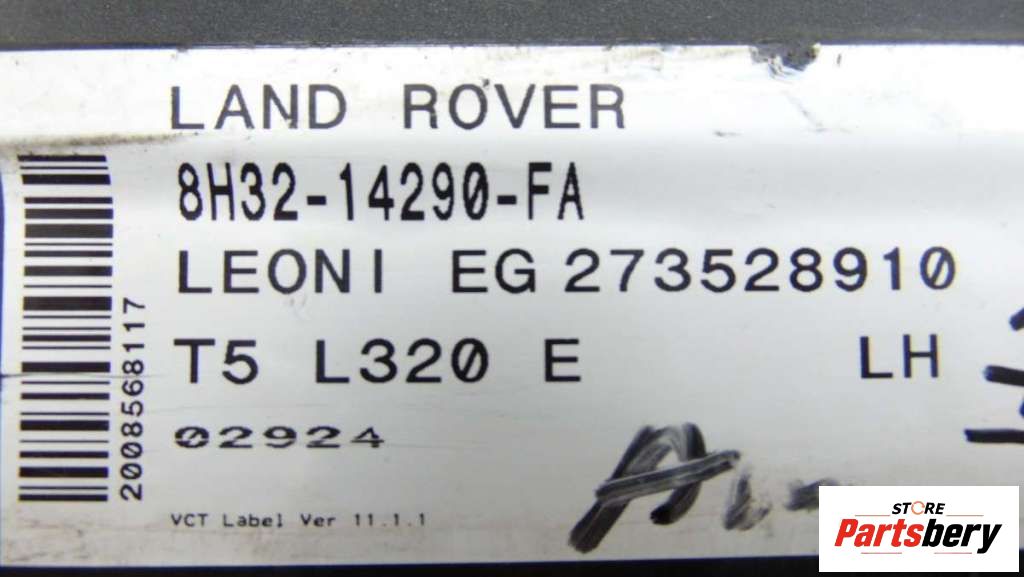 LAND ROVER
8H32-14290-FA
LEONI EG 273528910
T5 L320 E LH
02924
VCT Label Ver 11.1.1
2008568117
STORE
Partsbery